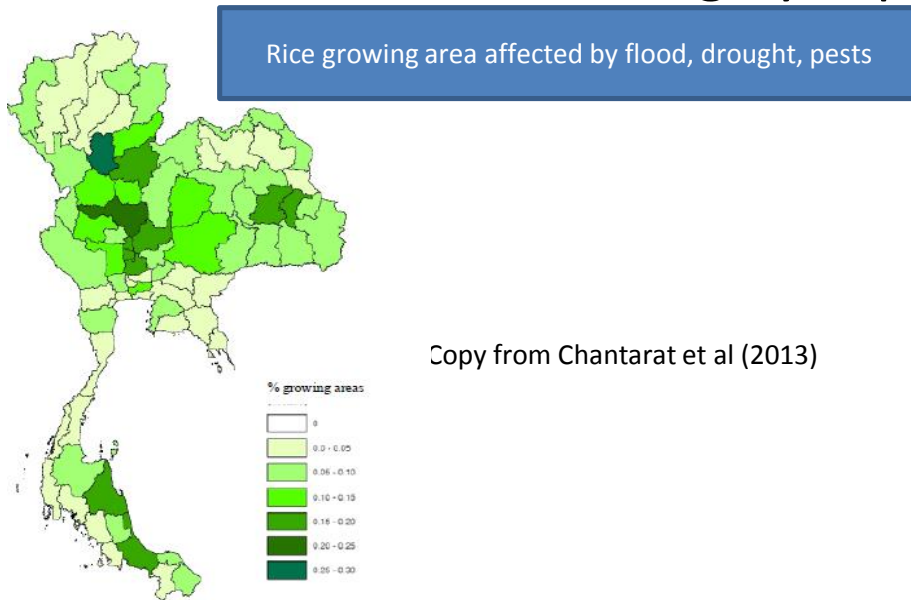 Rice growing area affected by flood, drought, pests
Copy from Chantarat et al (2013)
% growing areas
0
0.0 - 0.05
0.05 - 0.10
0.10 - 0.15
0.15 - 0.20
0.20 - 0.25
0.25 - 0.30